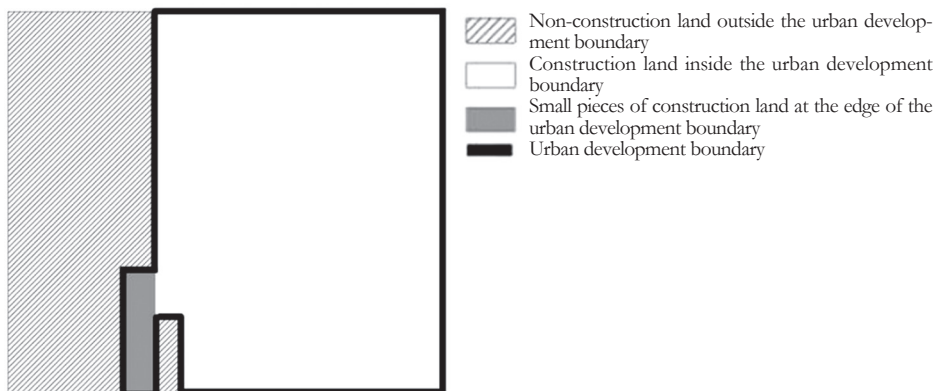 Non-construction land outside the urban develop-
ment boundary
Construction land inside the urban development
boundary
Small pieces of construction land at the edge of the
urban development boundary
Urban development boundary